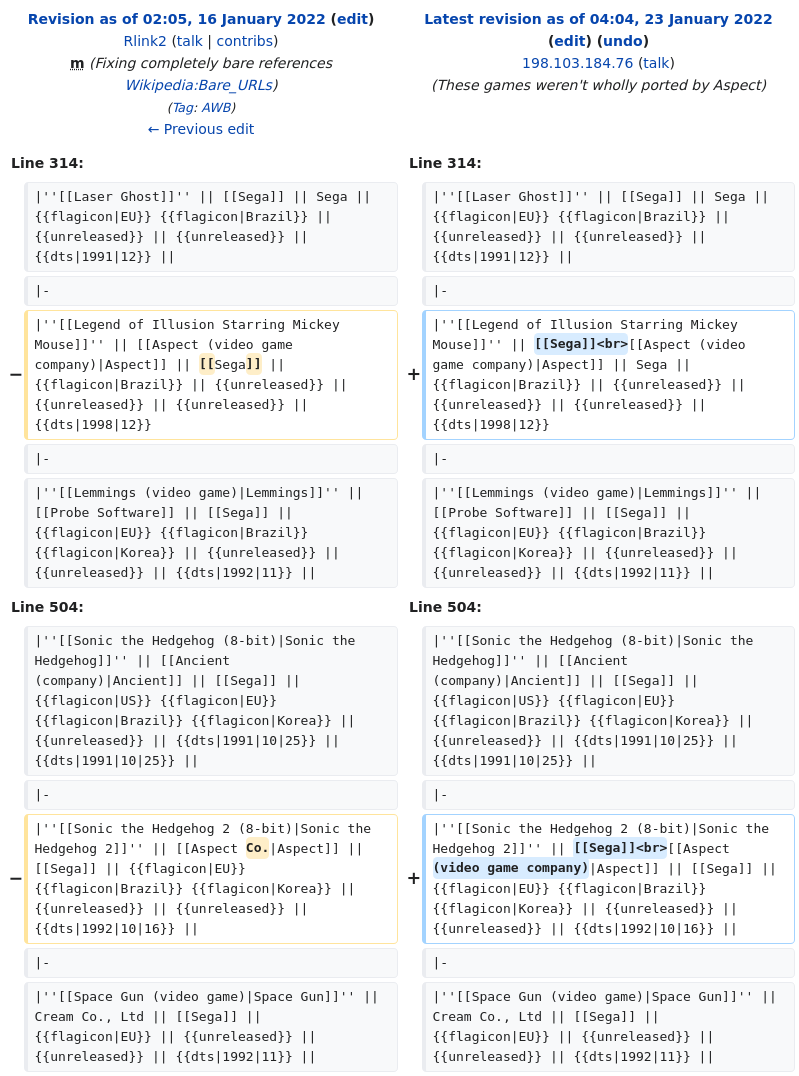 Revision as of 02:05, 16 January 2022 (edit)
Rlink2 (talk | contribs)
m (Fixing completely bare references
Wikipedia:Bare_URLs)
(Tag: AWB)
← Previous edit
Latest revision as of 04:04, 23 January 2022
(edit) (undo)
198.103.184.76 (talk)
(These games weren't wholly ported by Aspect)
Line 314:
|''[[Laser Ghost]]'' || [[Sega]] || Sega ||
{{flagicon|EU}} {{flagicon|Brazil}} ||
{{unreleased}} || {{unreleased}} ||
{{dts|1991|12}} ||
|-
−
|''[[Legend of Illusion Starring Mickey
Mouse]]'' || [[Aspect (video game
company)|Aspect]] || [[Sega]] ||
{{flagicon|Brazil}} || {{unreleased}} ||
{{unreleased}} || {{unreleased}} ||
{{dts|1998|12}}
|-
|''[[Lemmings (video game)|Lemmings]]'' ||
[[Probe Software]] || [[Sega]] ||
{{flagicon|EU}} {{flagicon|Brazil}}
{{flagicon|Korea}} || {{unreleased}} ||
{{unreleased}} || {{dts|1992|11}} ||
Line 314:
|''[[Laser Ghost]]'' || [[Sega]] || Sega ||
{{flagicon|EU}} {{flagicon|Brazil}} ||
{{unreleased}} || {{unreleased}} ||
{{dts|1991|12}} ||
|-
+
|''[[Legend of Illusion Starring Mickey
Mouse]]'' || [[Sega]]<br>[[Aspect (video
game company)|Aspect]] || Sega ||
{{flagicon|Brazil}} || {{unreleased}} ||
{{unreleased}} || {{unreleased}} ||
{{dts|1998|12}}
|-
|''[[Lemmings (video game)|Lemmings]]'' ||
[[Probe Software]] || [[Sega]] ||
{{flagicon|EU}} {{flagicon|Brazil}}
{{flagicon|Korea}} || {{unreleased}} ||
{{unreleased}} || {{dts|1992|11}} ||
Line 504:
|''[[Sonic the Hedgehog (8-bit)|Sonic the
Hedgehog]]'' || [[Ancient
(company)|Ancient]] || [[Sega]] ||
{{flagicon|US}} {{flagicon|EU}}
{{flagicon|Brazil}} {{flagicon|Korea}} ||
{{unreleased}} || {{dts|1991|10|25}} ||
{{dts|1991|10|25}} ||
|-
−
|''[[Sonic the Hedgehog 2 (8-bit)|Sonic the
Hedgehog 2]]'' || [[Aspect Co.|Aspect]] ||
[[Sega]] || {{flagicon|EU}}
{{flagicon|Brazil}} {{flagicon|Korea}} ||
{{unreleased}} || {{unreleased}} ||
{{dts|1992|10|16}} ||
|-
|''[[Space Gun (video game)|Space Gun]]'' ||
Cream Co., Ltd || [[Sega]] ||
{{flagicon|EU}} || {{unreleased}} ||
{{unreleased}} || {{dts|1992|11}} ||
Line 504:
|''[[Sonic the Hedgehog (8-bit)|Sonic the
Hedgehog]]'' || [[Ancient
(company)|Ancient]] || [[Sega]] ||
{{flagicon|US}} {{flagicon|EU}}
{{flagicon|Brazil}} {{flagicon|Korea}} ||
{{unreleased}} || {{dts|1991|10|25}} ||
{{dts|1991|10|25}} ||
|-
+
|''[[Sonic the Hedgehog 2 (8-bit)|Sonic the
Hedgehog 2]]'' || [[Sega]]<br>[[Aspect
(video game company)|Aspect]] || [[Sega]] ||
{{flagicon|EU}} {{flagicon|Brazil}}
{{flagicon|Korea}} || {{unreleased}} ||
{{unreleased}} || {{dts|1992|10|16}} ||
|-
|''[[Space Gun (video game)|Space Gun]]'' ||
Cream Co., Ltd || [[Sega]] ||
{{flagicon|EU}} || {{unreleased}} ||
{{unreleased}} || {{dts|1992|11}} ||